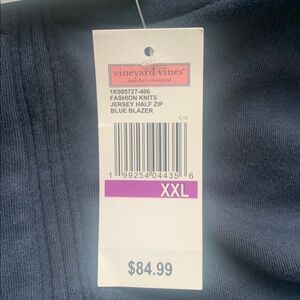 vineyard vines
martha's vineyard
1K005727-406
FASHION KNITS
JERSEY HALF ZIP
BLUE BLAZER
1 99254 04435 6
XXL
$84.99